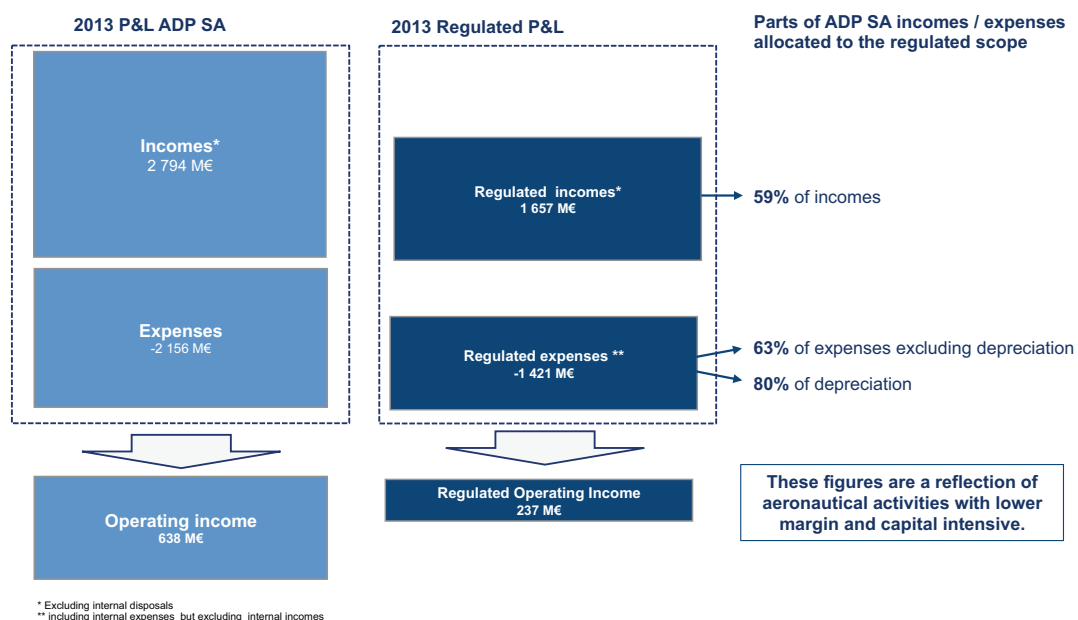 2013 P&L ADP SA
Incomes*
2 794 M€
Expenses
-2 156 M€
Operating income
638 M€
2013 Regulated P&L
Regulated incomes*
1 657 M€
Regulated expenses **
-1 421 M€
Regulated Operating Income
237 M€
Parts of ADP SA incomes / expenses
allocated to the regulated scope
59% of incomes
63% of expenses excluding depreciation
80% of depreciation
These figures are a reflection of
aeronautical activities with lower
margin and capital intensive.
* Excluding internal disposals
** including internal expenses but excluding internal incomes